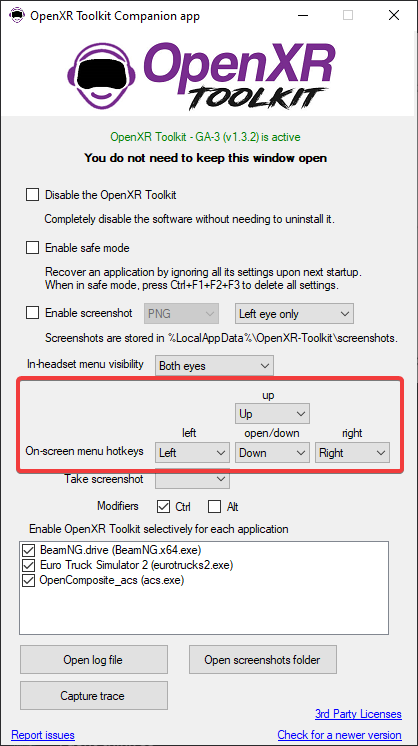 OpenXR Toolkit Companion app
OpenXR
TOOLKIT
OpenXR Toolkit - GA-3 (v1.3.2) is active
You do not need to keep this window open
Disable the OpenXR Toolkit
Completely disable the software without needing to uninstall it.
Enable safe mode
Recover an application by ignoring all its settings upon next startup.
When in safe mode, press Ctrl+F1+F2+F3 to delete all settings.
Enable screenshot PNG Left eye only
Screenshots are stored in %LocalAppData%\OpenXR-Toolkit\screenshots.
In-headset menu visibility Both eyes
up
Up
left open/down right
On-screen menu hotkeys Left Down Right
Take screenshot
Modifiers Ctrl Alt
Enable OpenXR Toolkit selectively for each application
BeamNG.drive (BeamNG.x64.exe)
Euro Truck Simulator 2 (eurotrucks2.exe)
OpenComposite_acs (acs.exe)
Open log file Open screenshots folder
Capture trace
3rd Party Licenses
Report issues Check for a newer version